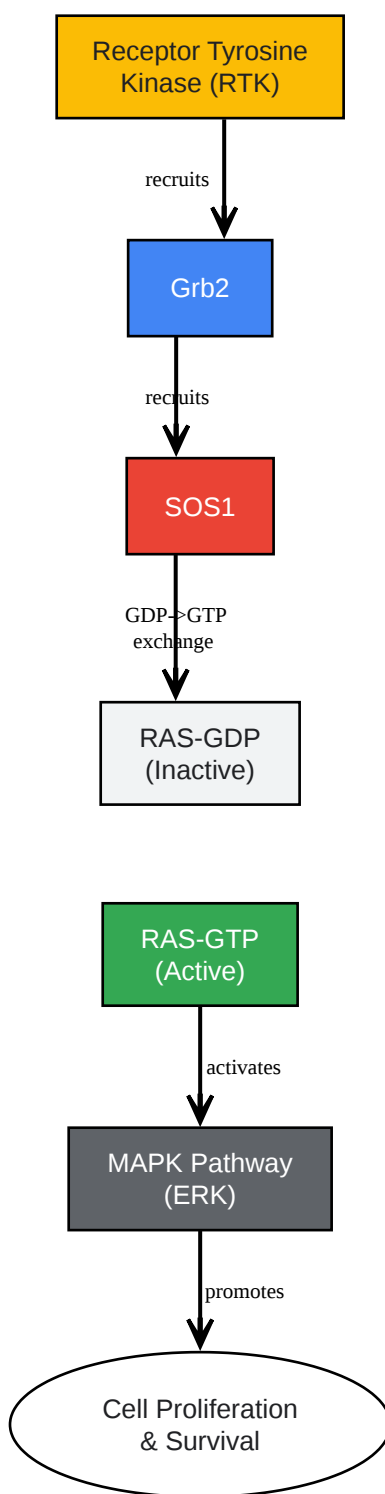 Receptor Tyrosine
Kinase (RTK)
recruits
Grb2
recruits
SOS1
GDP->GTP
exchange
RAS-GDP
(Inactive)
RAS-GTP
(Active)
activates
MAPK Pathway
(ERK)
promotes
Cell Proliferation
& Survival